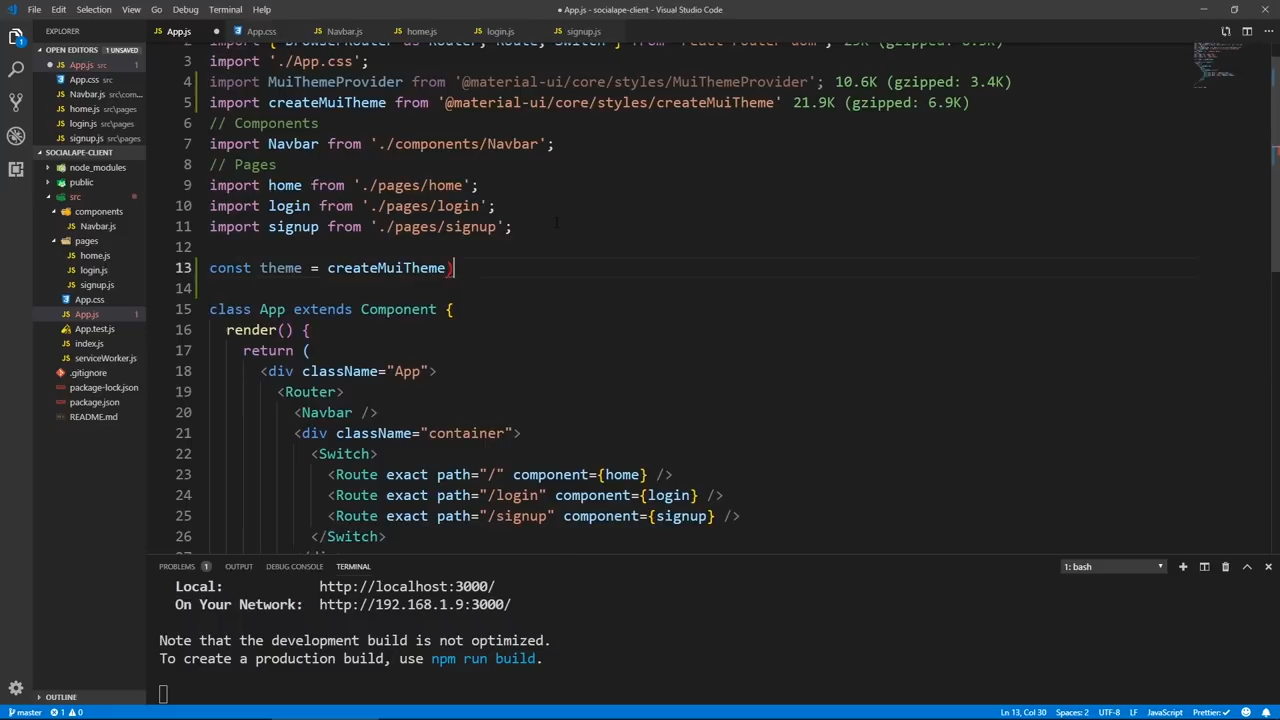 File Edit Selection View Go Debug Terminal Help
● App.js - socialape-client - Visual Studio Code
EXPLORER
OPEN EDITORS 1 UNSAVED
App.js 1
App.css src
Navbar.js src\com...
home.js src\pages
login.js src\pages
signup.js src\pages
SOCIALAPE-CLIENT
node_modules
public
src
components
Navbar.js
pages
home.js
login.js
signup.js
App.css
App.js 1
App.test.js
index.js
serviceWorker.js
.gitignore
package-lock.json
package.json
README.md
OUTLINE
App.js App.css Navbar.js home.js login.js signup.js
3 import './App.css';
4 import MuiThemeProvider from '@material-ui/core/styles/MuiThemeProvider'; 10.6K (gzipped: 3.4K)
5 import createMuiTheme from '@material-ui/core/styles/createMuiTheme' 21.9K (gzipped: 6.9K)
6 // Components
7 import Navbar from './components/Navbar';
8 // Pages
9 import home from './pages/home';
10 import login from './pages/login';
11 import signup from './pages/signup';
12
13 const theme = createMuiTheme)
14
15 class App extends Component {
16 render() {
17 return (
18 <div className="App">
19 <Router>
20 <Navbar />
21 <div className="container">
22 <Switch>
23 <Route exact path="/" component={home} />
24 <Route exact path="/login" component={login} />
25 <Route exact path="/signup" component={signup} />
26 </Switch>
PROBLEMS 1 OUTPUT DEBUG CONSOLE TERMINAL
1: bash
Local: http://localhost:3000/
On Your Network: http://192.168.1.9:3000/
Note that the development build is not optimized.
To create a production build, use npm run build.
master 1 0
Ln 13, Col 30 Spaces: 2 UTF-8 LF JavaScript Prettier: ✓